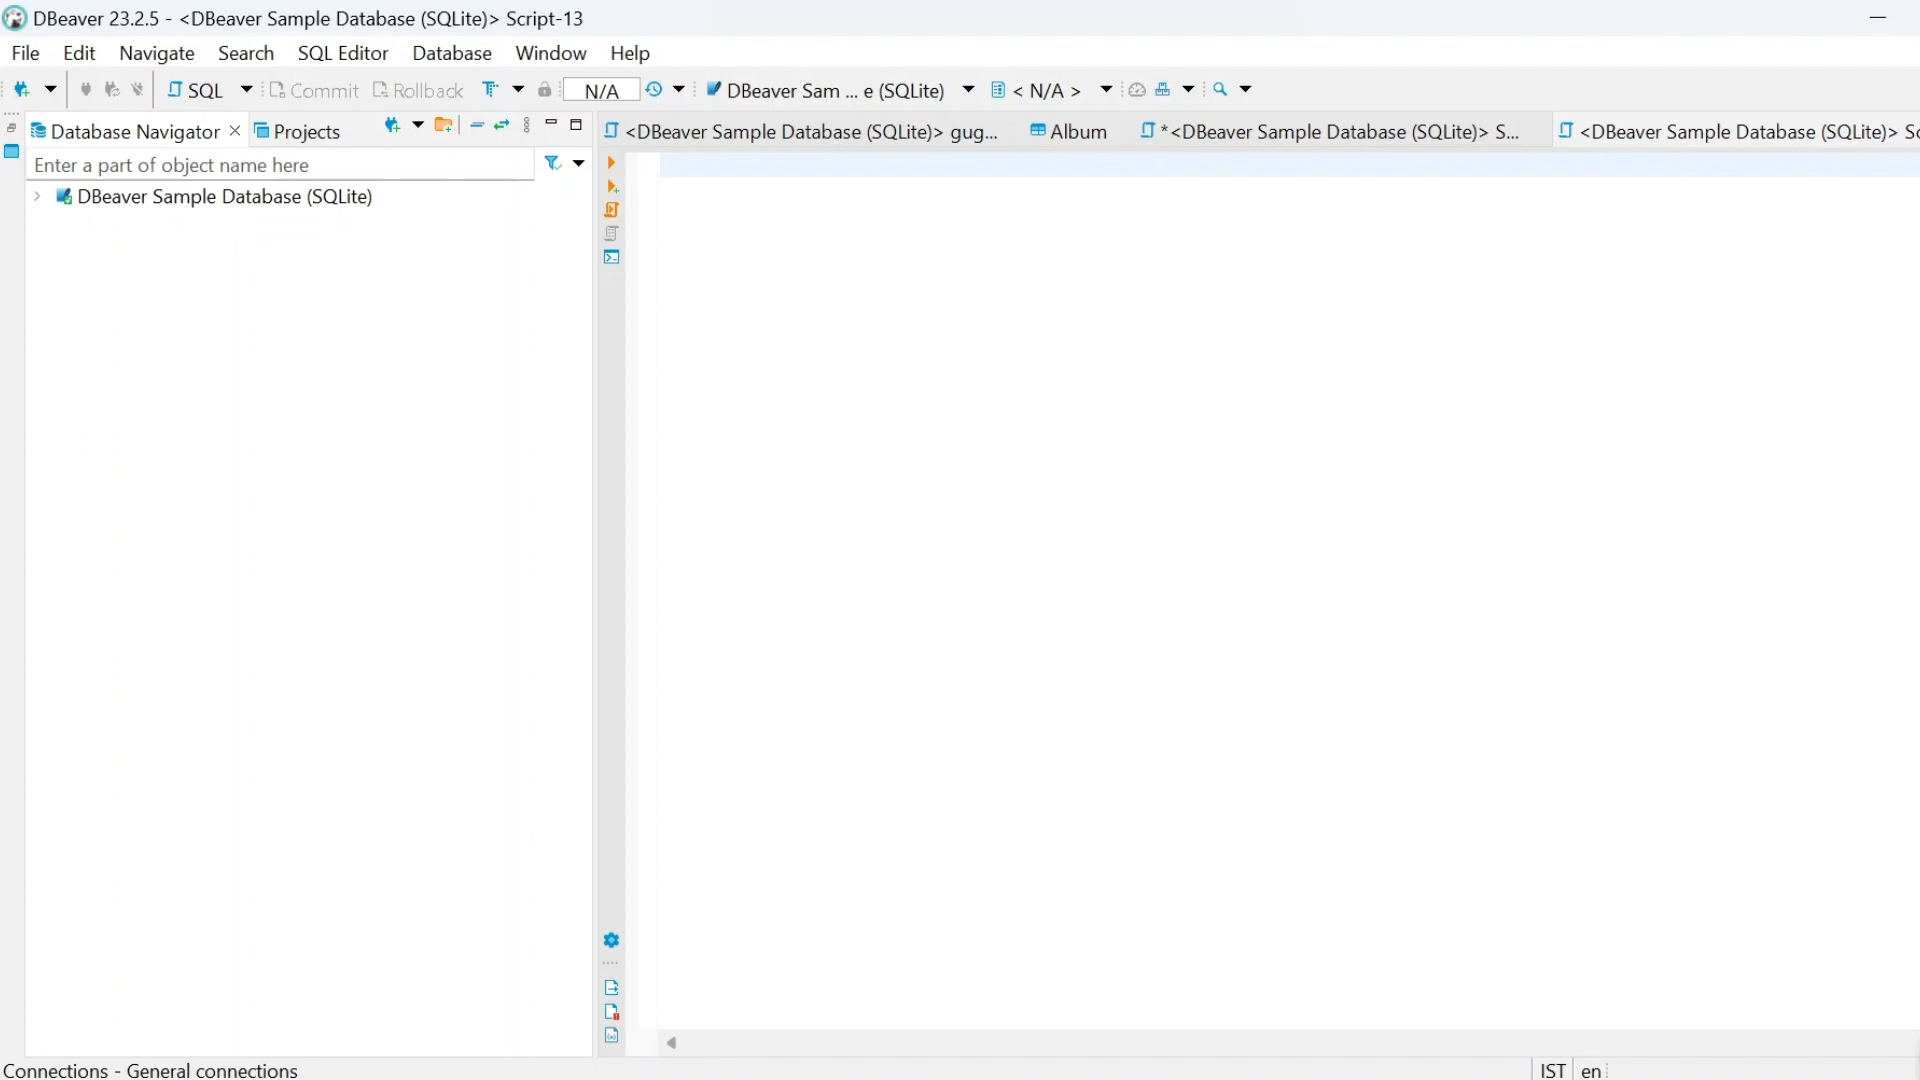 DBeaver 23.2.5 - <DBeaver Sample Database (SQLite)> Script-13
File Edit Navigate Search SQL Editor Database Window Help
SQL Commit Rollback N/A DBeaver Sam ... e (SQLite) < N/A >
Database Navigator Projects <DBeaver Sample Database (SQLite)> gug... Album *<DBeaver Sample Database (SQLite)> S... <DBeaver Sample Database (SQLite)>
Enter a part of object name here
DBeaver Sample Database (SQLite)
Connections - General connections IST en